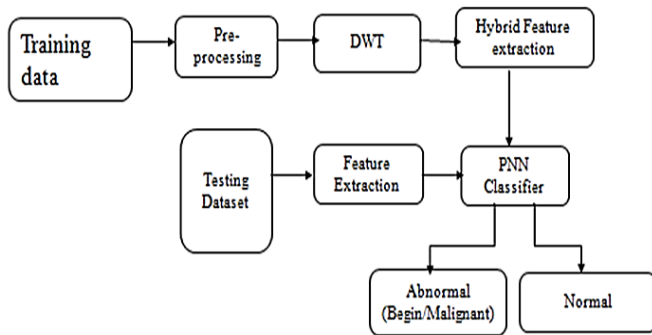 Training
data
Pre-
processing
DWT
Hybrid Feature
extraction
Testing
Dataset
Feature
Extraction
PNN
Classifier
Abnormal
(Begin/Malignant)
Normal